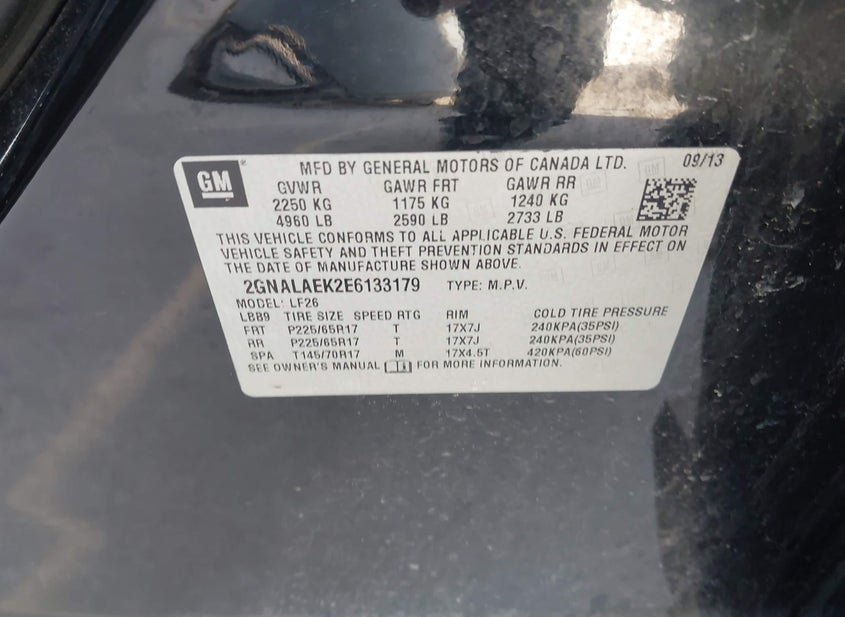 GM
MFD BY GENERAL MOTORS OF CANADA LTD. 09/13
GVWR GAWR FRT GAWR RR
2250 KG 1175 KG 1240 KG
4960 LB 2590 LB 2733 LB
THIS VEHICLE CONFORMS TO ALL APPLICABLE U.S. FEDERAL MOTOR
VEHICLE SAFETY AND THEFT PREVENTION STANDARDS IN EFFECT ON
THE DATE OF MANUFACTURE SHOWN ABOVE.
2GNALAEK2E6133179 TYPE: M.P.V.
MODEL: LF26
LBB9 TIRE SIZE SPEED RTG RIM COLD TIRE PRESSURE
FRT P225/65R17 T 17X7J 240KPA(35PSI)
RR P225/65R17 T 17X7J 240KPA(35PSI)
SPA T145/70R17 M 17X4.5T 420KPA(60PSI)
SEE OWNER'S MANUAL FOR MORE INFORMATION.